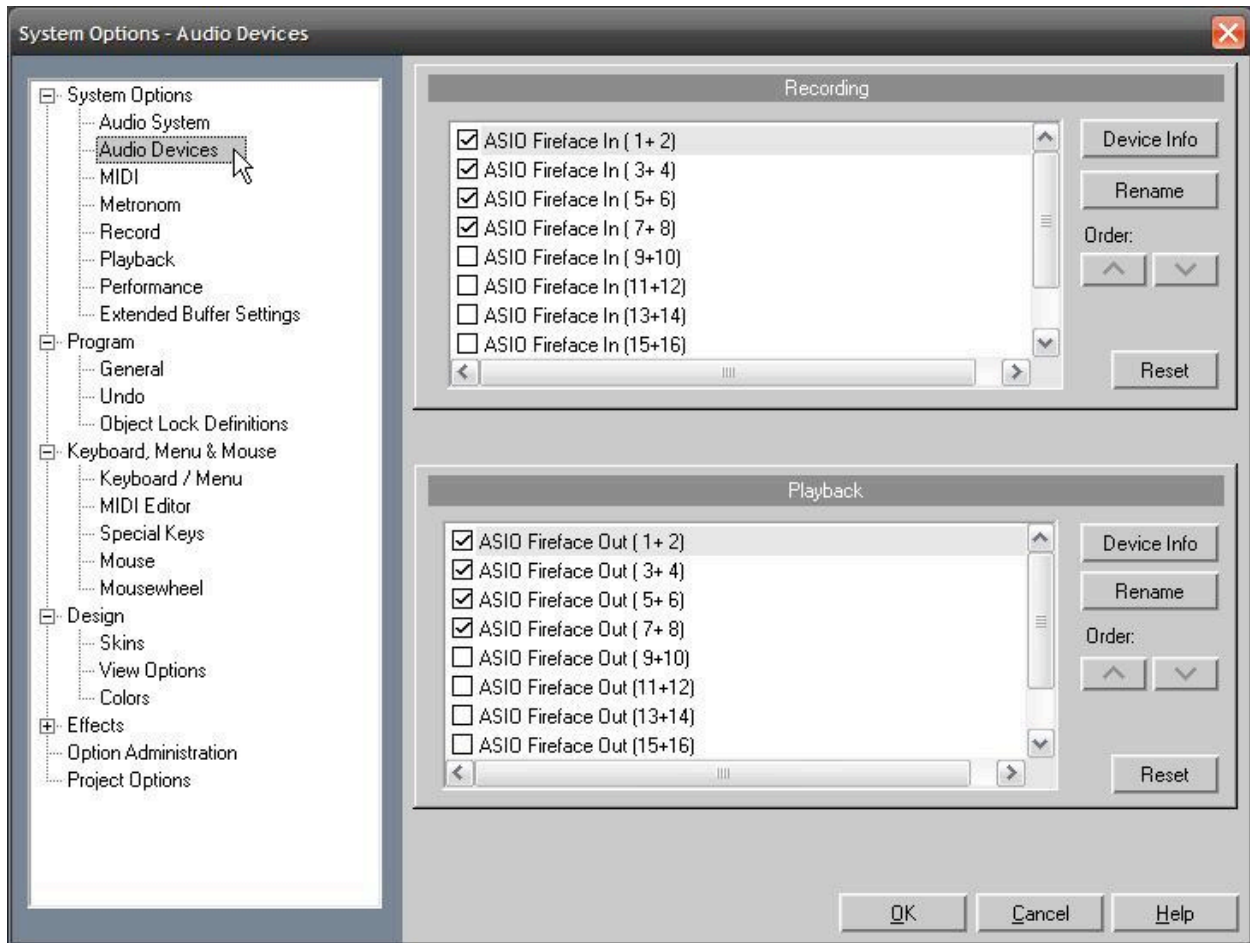 System Options - Audio Devices
System Options
Audio System
Audio Devices
MIDI
Metronom
Record
Playback
Performance
Extended Buffer Settings
Program
General
Undo
Object Lock Definitions
Keyboard, Menu & Mouse
Keyboard / Menu
MIDI Editor
Special Keys
Mouse
Mousewheel
Design
Skins
View Options
Colors
Effects
Option Administration
Project Options
Recording
ASIO Fireface In ( 1+ 2)
ASIO Fireface In ( 3+ 4)
ASIO Fireface In ( 5+ 6)
ASIO Fireface In ( 7+ 8)
ASIO Fireface In ( 9+10)
ASIO Fireface In (11+12)
ASIO Fireface In (13+14)
ASIO Fireface In (15+16)
Device Info
Rename
Order:
Reset
Playback
ASIO Fireface Out ( 1+ 2)
ASIO Fireface Out ( 3+ 4)
ASIO Fireface Out ( 5+ 6)
ASIO Fireface Out ( 7+ 8)
ASIO Fireface Out ( 9+10)
ASIO Fireface Out (11+12)
ASIO Fireface Out (13+14)
ASIO Fireface Out (15+16)
Device Info
Rename
Order:
Reset
OK
Cancel
Help